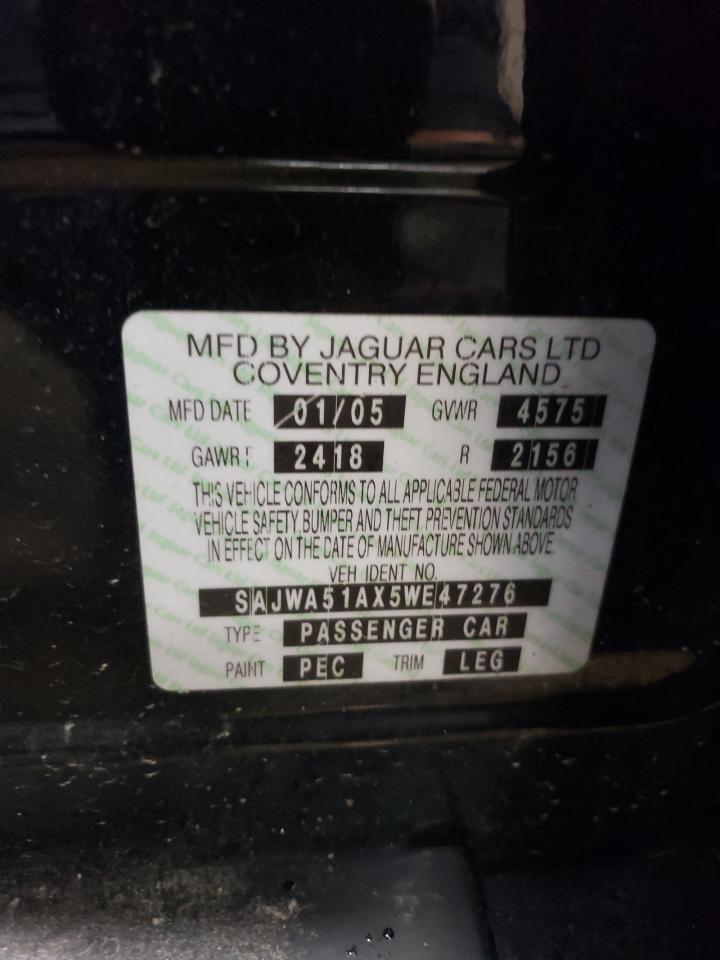 MFD BY JAGUAR CARS LTD
COVENTRY ENGLAND
MFD DATE 01/05 GVWR 4575
GAWR F 2418 R 2156
THIS VEHICLE CONFORMS TO ALL APPLICABLE FEDERAL MOTOR
VEHICLE SAFETY, BUMPER AND THEFT PREVENTION STANDARDS
IN EFFECT ON THE DATE OF MANUFACTURE SHOWN ABOVE.
VEH IDENT NO.
SAJWA51AX5WE47276
TYPE PASSENGER CAR
PAINT PEC TRIM LEG